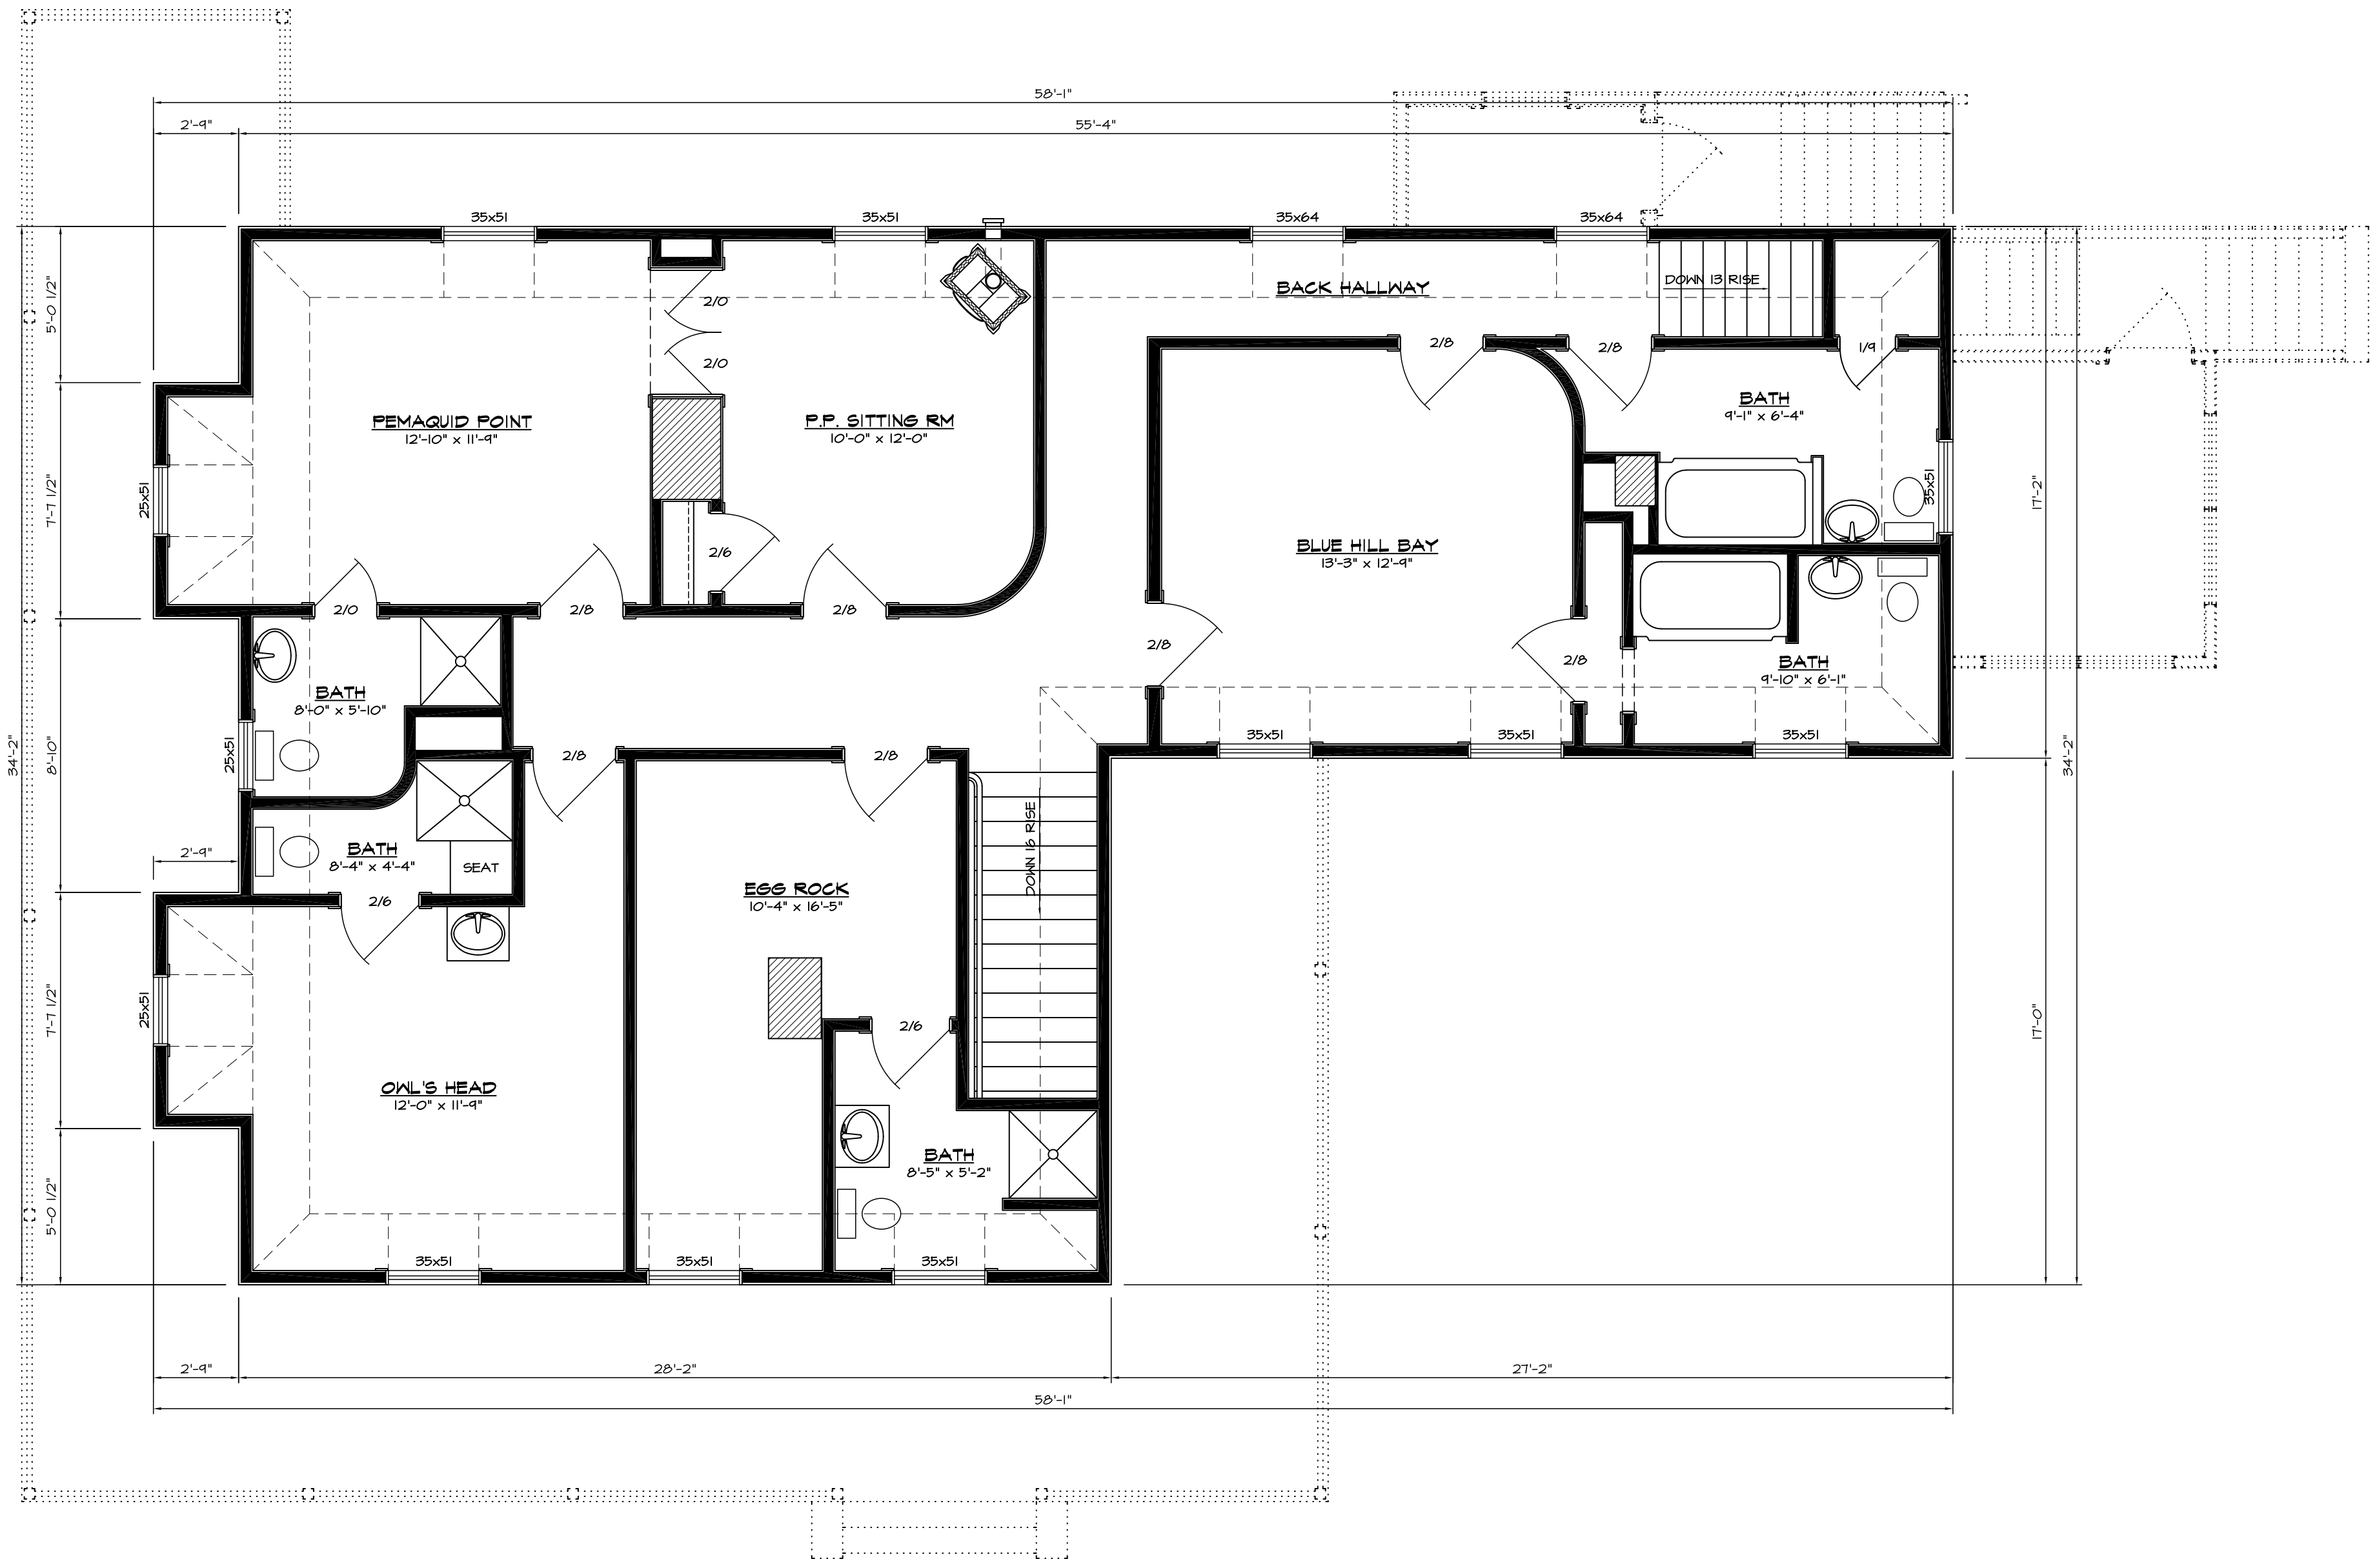 58'-1"
2'-9"
55'-4"
35x51
35x51
35x64
35x64
5'-0 1/2"
DOWN 13 RISE
BACK HALLWAY
2/0
2/8
2/8
1/9
2/0
BATH
9'-1" x 6'-4"
PEMAQUID POINT
12'-10" x 11'-9"
P.P. SITTING RM
10'-0" x 12'-0"
7'-7 1/2"
25x51
35x51
17'-2"
2/6
BLUE HILL BAY
13'-3" x 12'-9"
2/0
2/8
2/8
2/8
2/8
BATH
9'-10" x 6'-1"
BATH
8'-0" x 5'-10"
34'-2"
8'-10"
25x51
2/8
2/8
35x51
35x51
35x51
34'-2"
2'-9"
BATH
8'-4" x 4'-4"
SEAT
DOWN 16 RISE
2/6
EGG ROCK
10'-4" x 16'-5"
7'-7 1/2"
25x51
2/6
17'-0"
OWL'S HEAD
12'-0" x 11'-9"
BATH
8'-5" x 5'-2"
5'-0 1/2"
35x51
35x51
35x51
2'-9"
28'-2"
27'-2"
58'-1"